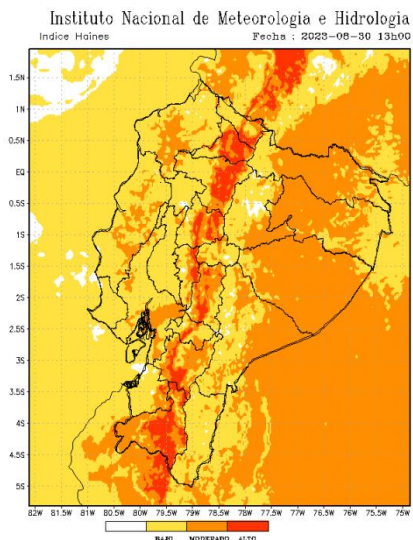 Instituto Nacional de Meteorologia e Hidrologia
Indice Haines Fecha : 2023-08-30 13h00
1.5N
1N
0.5N
EQ
0.5S
1S
1.5S
2S
2.5S
3S
3.5S
4S
4.5S
5S
82W 81.5W 81W 80.5W 80W 79.5W 79W 78.5W 78W 77.5W 77W 76.5W 76W 75.5W 75W
BAJO MODERADO ALTO